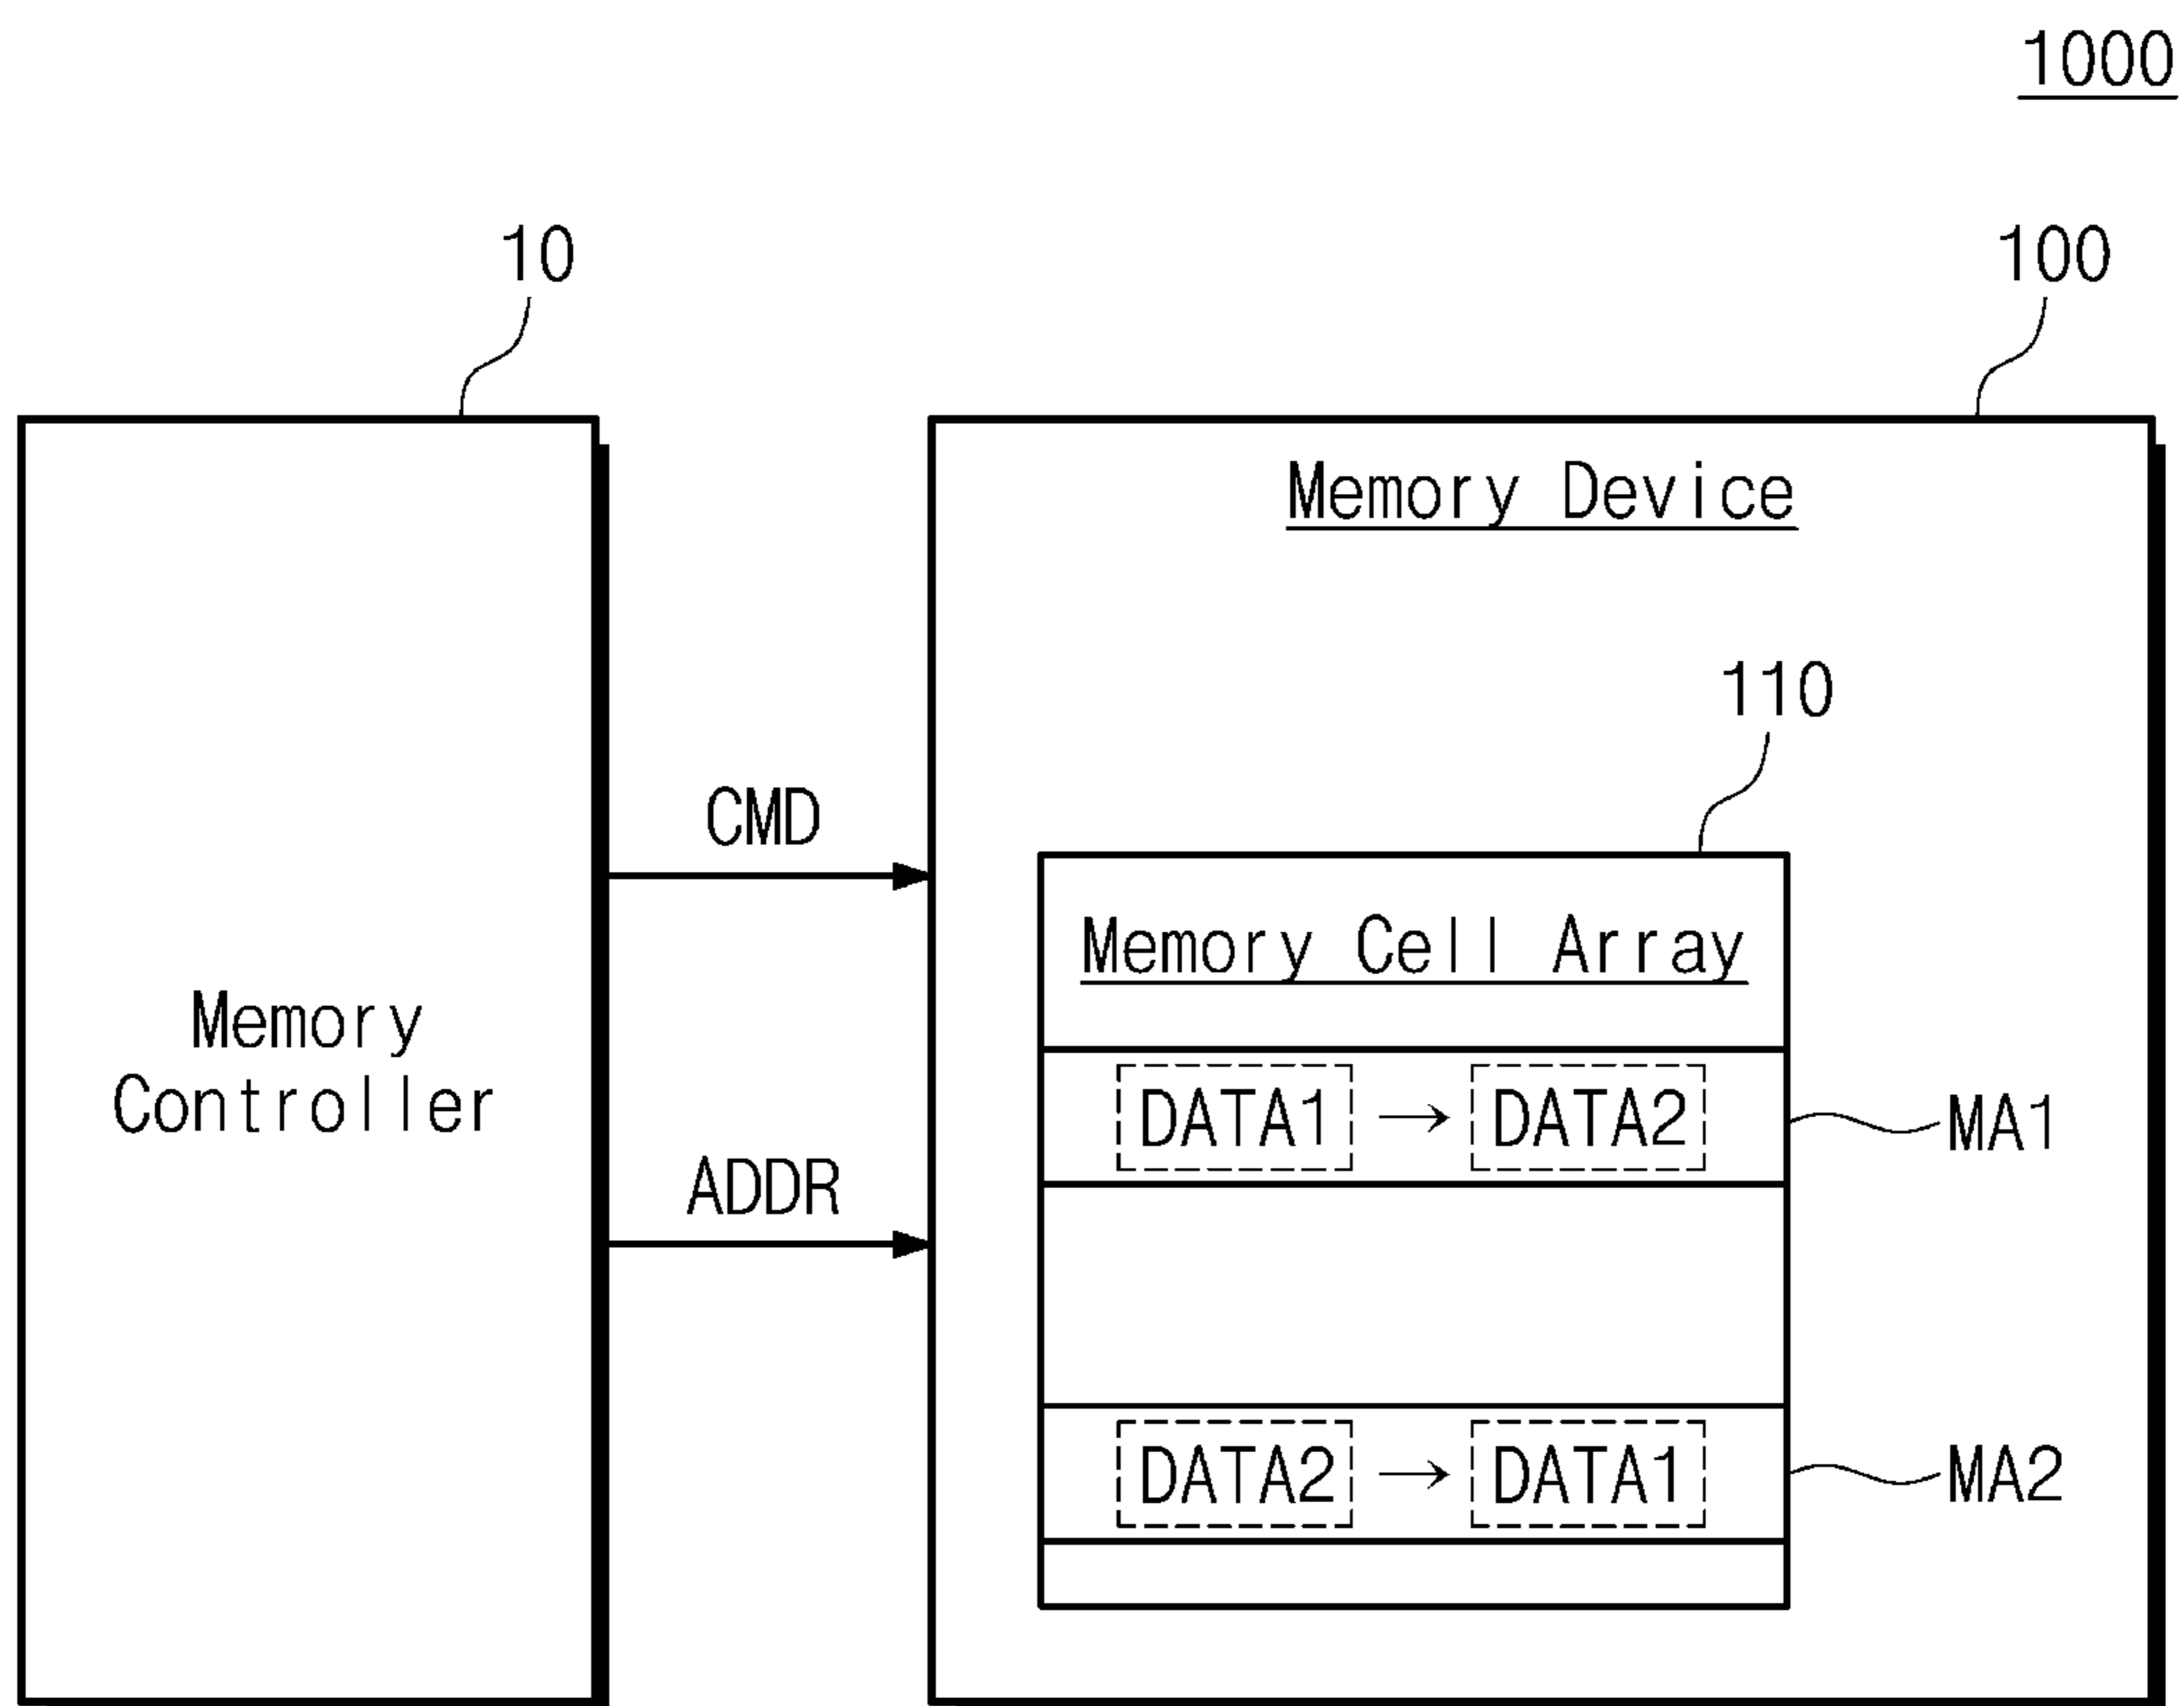 1000
10
100
Memory Device
110
CMD
Memory Cell Array
Memory
Controller
DATA1 → DATA2
MA1
ADDR
DATA2 → DATA1
MA2